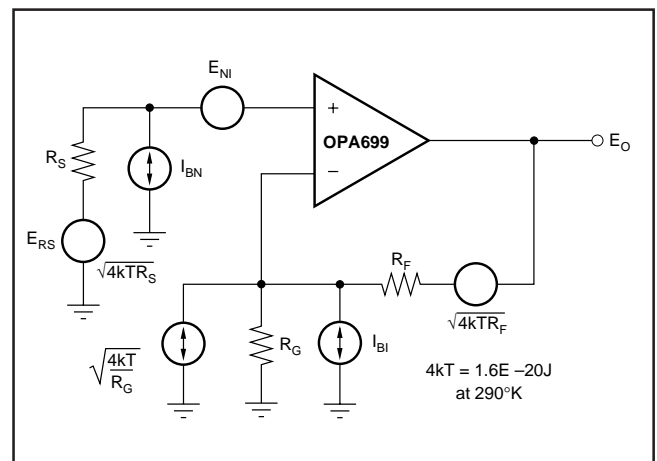 E_NI
+
OPA699
−
E_O
R_S
I_BN
E_RS
√4kTR_S
R_F
√4kTR_F
√4kT/R_G
R_G
I_BI
4kT = 1.6E –20J
at 290°K